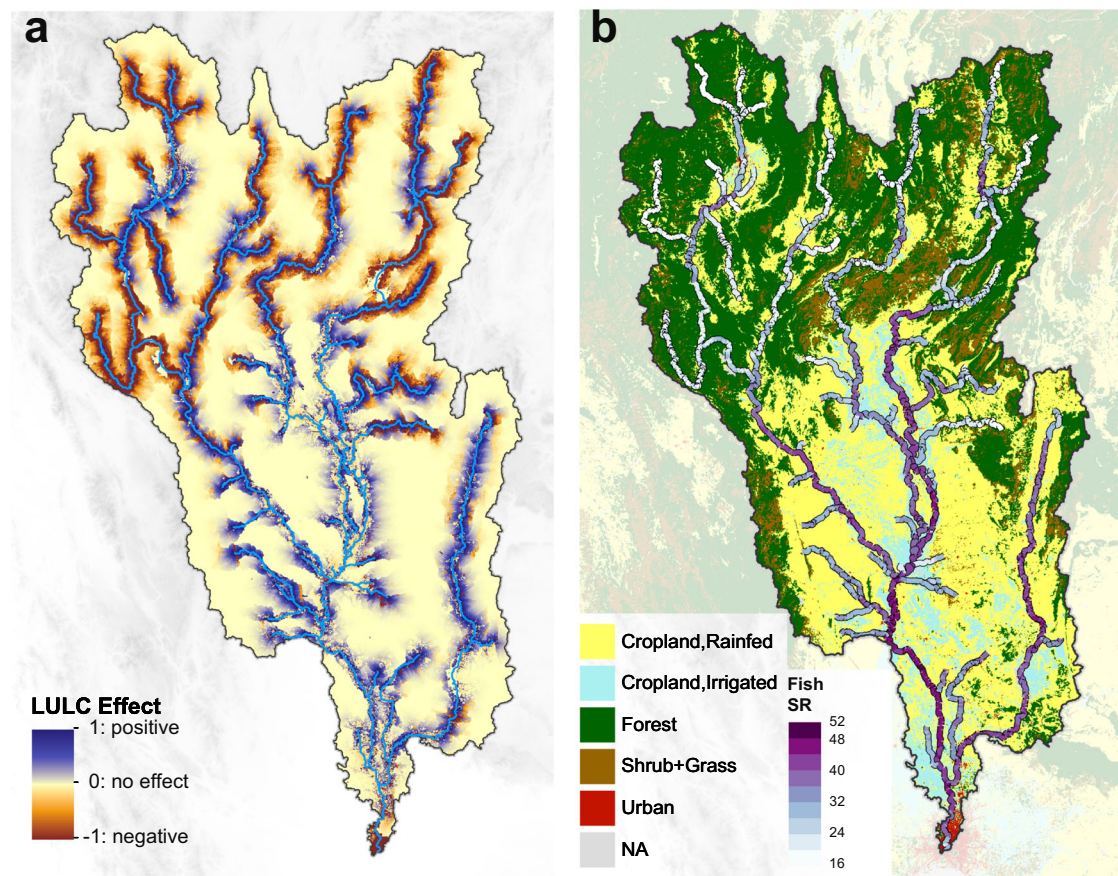 a
LULC Effect
1: positive
0: no effect
-1: negative
b
Cropland,Rainfed
Cropland,Irrigated
Forest
Shrub+Grass
Urban
NA
Fish
SR
52
48
40
32
24
16